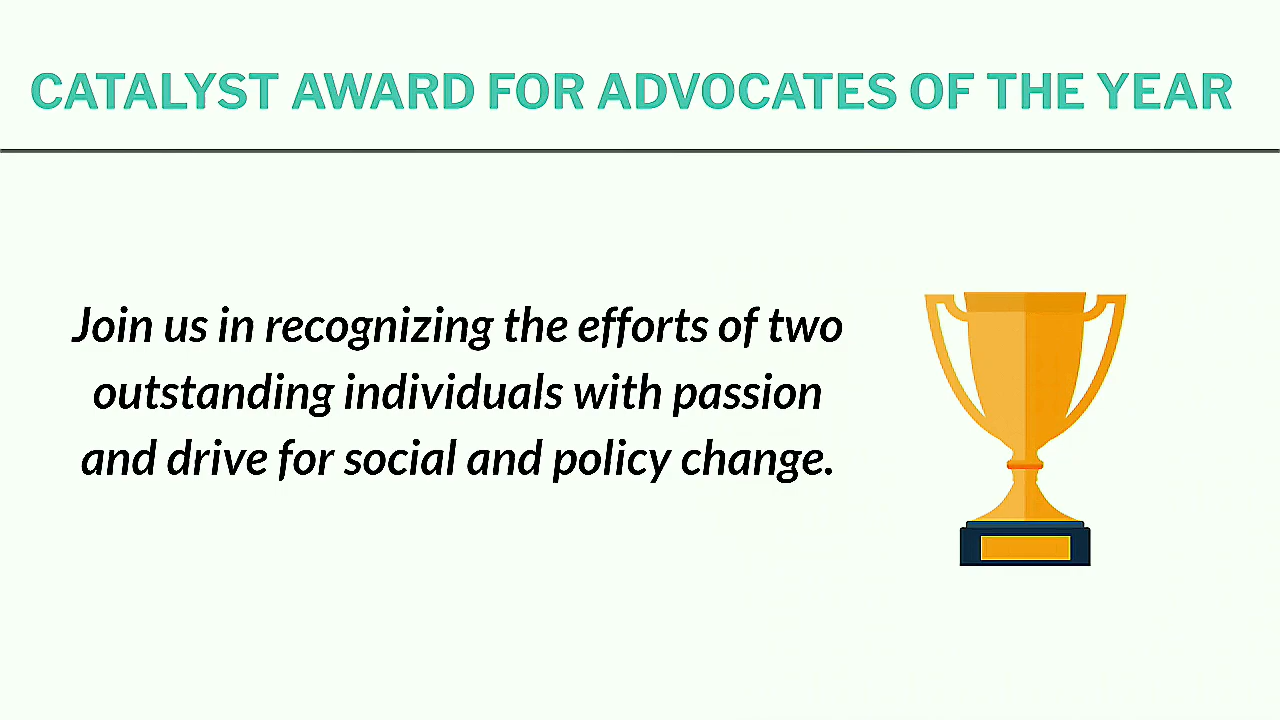 CATALYST AWARD FOR ADVOCATES OF THE YEAR
Join us in recognizing the efforts of two
outstanding individuals with passion
and drive for social and policy change.